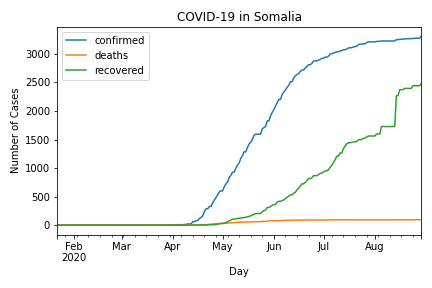 COVID-19 in Somalia
confirmed
deaths
recovered
Number of Cases
3000
2500
2000
1500
1000
500
0
Feb Mar Apr May Jun Jul Aug
2020
Day